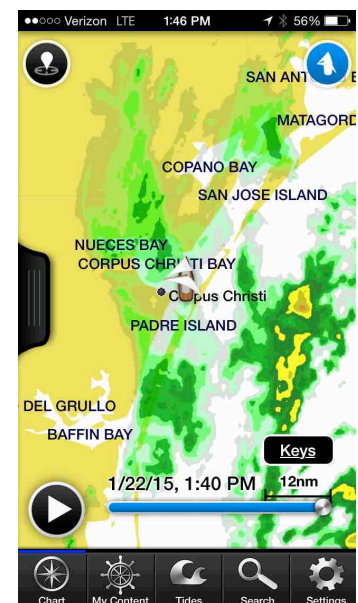 Verizon LTE 1:46 PM 56%
SAN ANT
MATAGORD
COPANO BAY
SAN JOSE ISLAND
NUECES BAY
CORPUS CHRI TI BAY
Corpus Christi
PADRE ISLAND
DEL GRULLO
BAFFIN BAY
Keys
1/22/15, 1:40 PM 12nm
Chart My Content Tides Search Settings